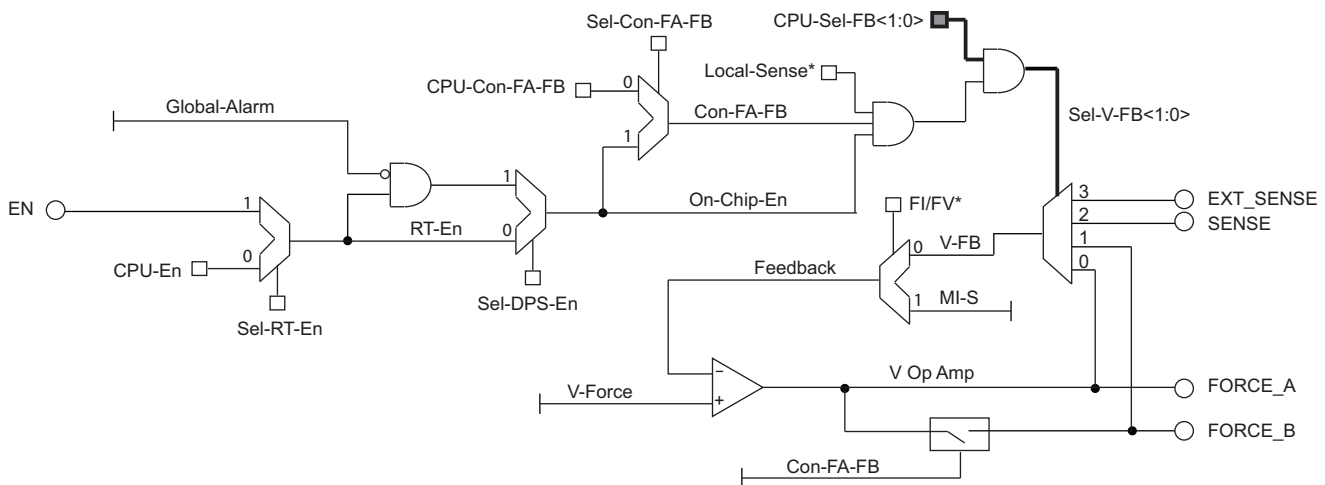 Sel-Con-FA-FB
CPU-Sel-FB<1:0>
CPU-Con-FA-FB
0
Local-Sense*
Global-Alarm
Con-FA-FB
Sel-V-FB<1:0>
1
1
EN
1
On-Chip-En
FI/FV*
3
EXT_SENSE
RT-En
0
2
SENSE
0
V-FB
1
CPU-En
0
Feedback
0
Sel-DPS-En
1
MI-S
Sel-RT-En
V Op Amp
−
FORCE_A
V-Force
+
FORCE_B
Con-FA-FB